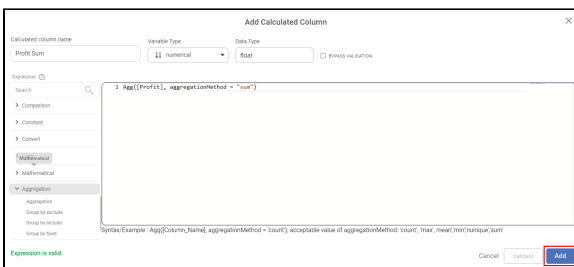 Add Calculated Column
Calculated column name
Variable Type
Data Type
Profit Sum
numerical
float
BYPASS VALIDATION
Expression:
Search
1 Agg([Profit], aggregationMethod = "sum")
Comparison
Constant
Convert
Mathematical
Mathematical
Aggregation
Aggregation
Group by exclude
Group by include
Group by fixed
Syntax/Example : Agg([Column_Name], aggregationMethod = 'count'); acceptable value of aggregationMethod: 'count', 'max', mean','min','nunique','sum'
Expression is valid.
Cancel
Validate
Add